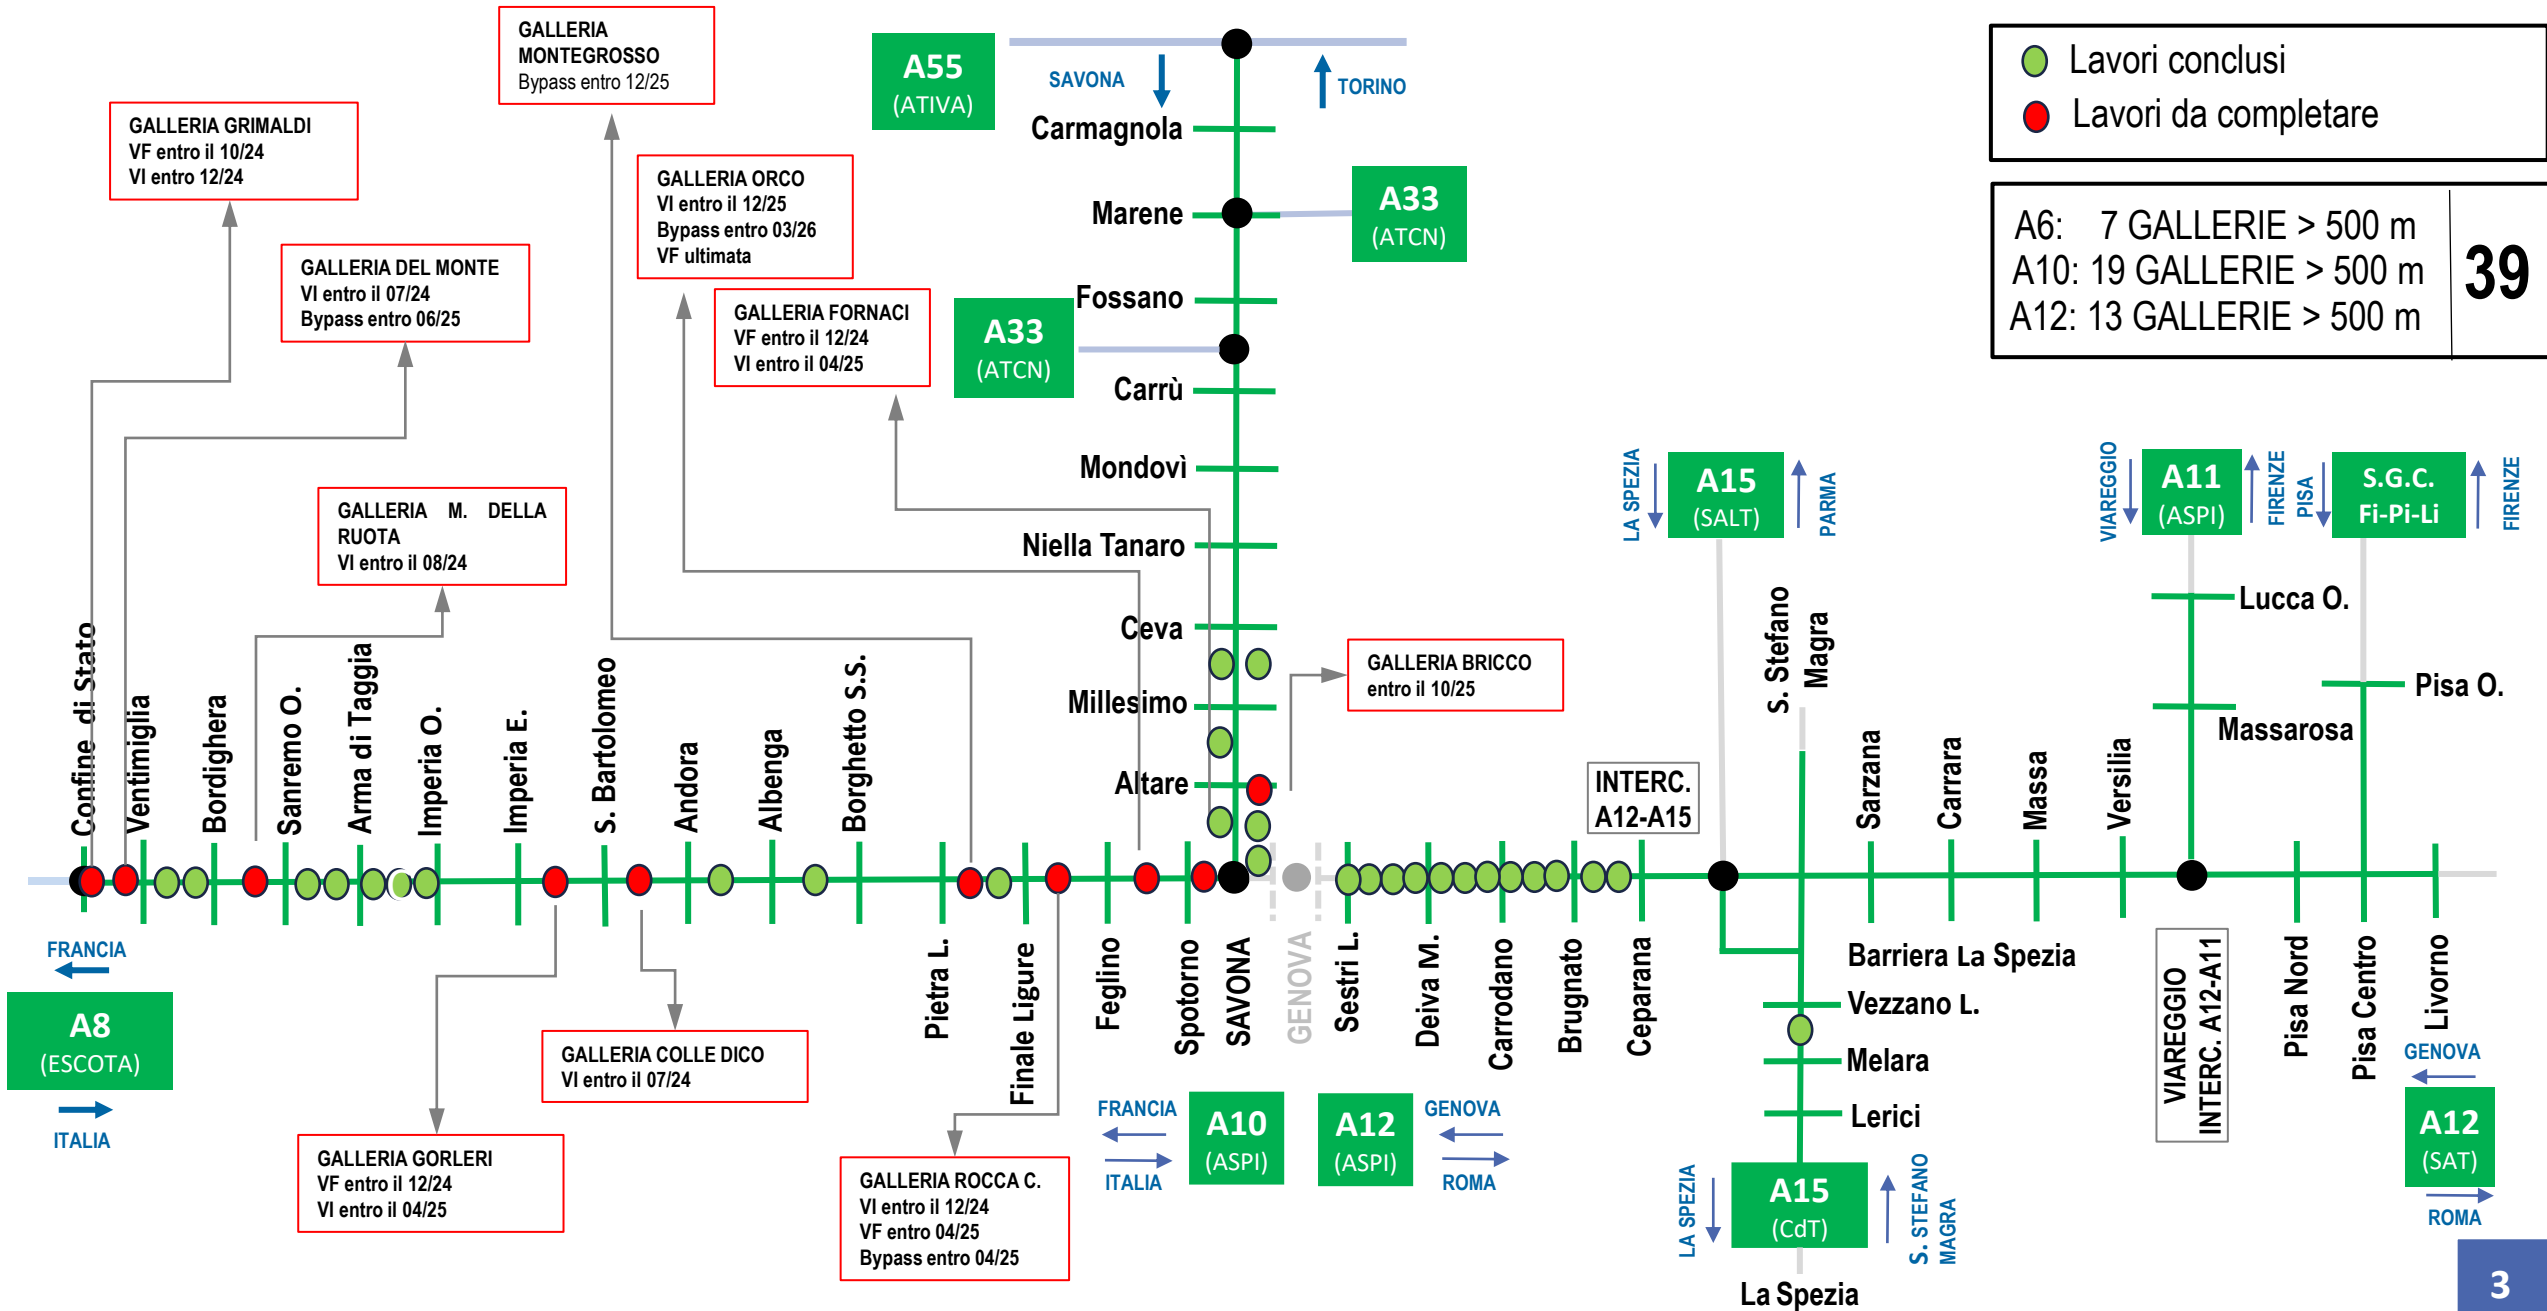 GALLERIA
MONTEGROSSO
Bypass entro 12/25
GALLERIA GRIMALDI
VF entro il 10/24
VI entro 12/24
GALLERIA ORCO
VI entro il 12/25
Bypass entro 03/26
VF ultimata
GALLERIA DEL MONTE
VI entro il 07/24
Bypass entro 06/25
GALLERIA FORNACI
VF entro il 12/24
VI entro il 04/25
GALLERIA M. DELLA
RUOTA
VI entro il 08/24
A55
(ATIVA)
SAVONA
TORINO
Carmagnola
Marene
A33
(ATCN)
Fossano
A33
(ATCN)
Carrù
Mondovì
Niella Tanaro
Ceva
Millesimo
Altare
GALLERIA BRICCO
entro il 10/25
Lavori conclusi
Lavori da completare
A6: 7 GALLERIE > 500 m
A10: 19 GALLERIE > 500 m
A12: 13 GALLERIE > 500 m
39
LA SPEZIA
A15
(SALT)
PARMA
VIAREGGIO
A11
(ASPI)
FIRENZE
PISA
S.G.C.
Fi-Pi-Li
FIRENZE
Lucca O.
Massarosa
Pisa O.
Confine di Stato
Ventimiglia
Bordighera
Sanremo O.
Arma di Taggia
Imperia O.
Imperia E.
S. Bartolomeo
Andora
Albenga
Borghetto S.S.
INTERC.
A12-A15
S. Stefano
Magra
Sarzana
Carrara
Massa
Versilia
Pietra L.
Finale Ligure
Feglino
Spotorno
SAVONA
GENOVA
Sestri L.
Deiva M.
Carrodano
Brugnato
Ceparana
Barriera La Spezia
Vezzano L.
Melara
Lerici
VIAREGGIO
INTERC. A12-A11
Pisa Nord
Pisa Centro
Livorno
FRANCIA
A8
(ESCOTA)
ITALIA
GALLERIA GORLERI
VF entro il 12/24
VI entro il 04/25
GALLERIA COLLE DICO
VI entro il 07/24
GALLERIA ROCCA C.
VI entro il 12/24
VF entro 04/25
Bypass entro 04/25
FRANCIA
ITALIA
A10
(ASPI)
A12
(ASPI)
GENOVA
ROMA
LA SPEZIA
A15
(CdT)
S. STEFANO
MAGRA
La Spezia
GENOVA
A12
(SAT)
ROMA
3